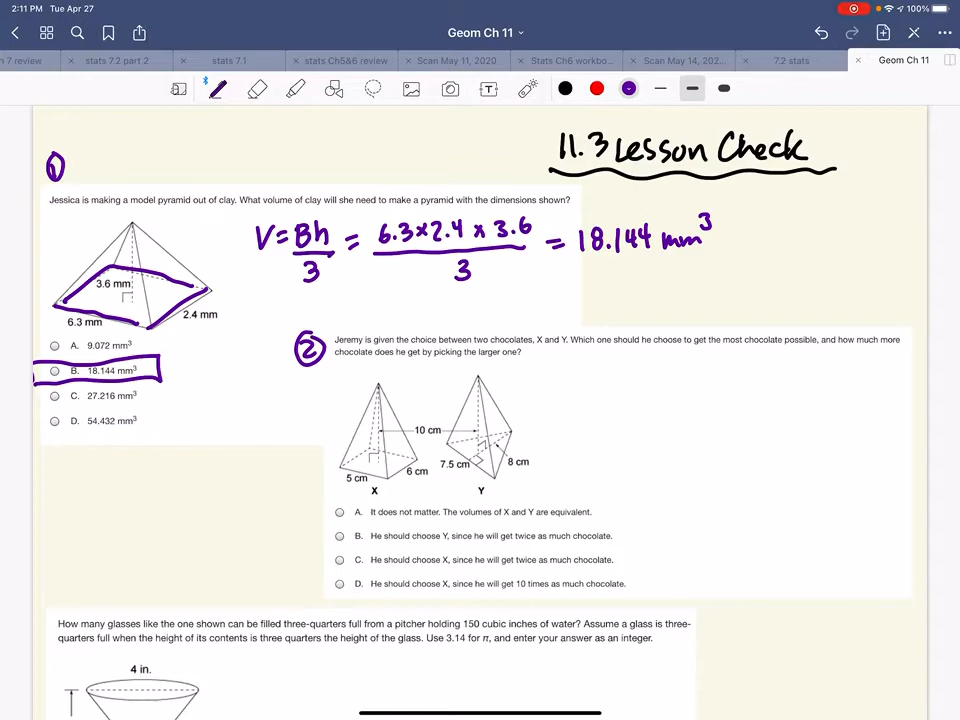 2:11 PM Tue Apr 27
100%
Geom Ch 11
n 7 review
stats 7.2 part 2
stats 7.1
stats Ch5&6 review
Scan May 11, 2020
Stats Ch6 workbo...
Scan May 14, 202...
7.2 stats
Geom Ch 11
11.3 Lesson Check
1
Jessica is making a model pyramid out of clay. What volume of clay will she need to make a pyramid with the dimensions shown?
V = Bh/3 = 6.3 × 2.4 × 3.6/3 = 18.144 mm³
3.6 mm
2.4 mm
6.3 mm
A. 9.072 mm³
B. 18.144 mm³
C. 27.216 mm³
D. 54.432 mm³
2
Jeremy is given the choice between two chocolates, X and Y. Which one should he choose to get the most chocolate possible, and how much more
chocolate does he get by picking the larger one?
10 cm
7.5 cm
8 cm
6 cm
5 cm
X
Y
A. It does not matter. The volumes of X and Y are equivalent.
B. He should choose Y, since he will get twice as much chocolate.
C. He should choose X, since he will get twice as much chocolate.
D. He should choose X, since he will get 10 times as much chocolate.
How many glasses like the one shown can be filled three-quarters full from a pitcher holding 150 cubic inches of water? Assume a glass is three-
quarters full when the height of its contents is three quarters the height of the glass. Use 3.14 for π, and enter your answer as an integer.
4 in.